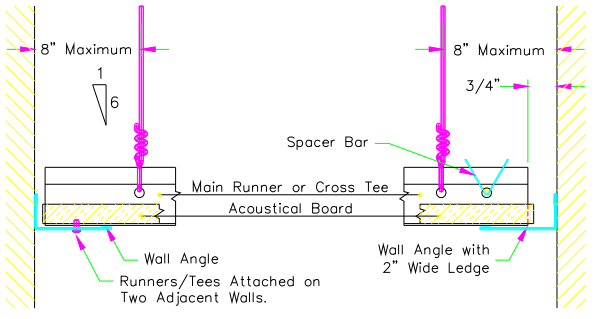 8" Maximum
8" Maximum
1
6
3/4"
Spacer Bar
Main Runner or Cross Tee
Acoustical Board
Wall Angle
Wall Angle with
2" Wide Ledge
Runners/Tees Attached on
Two Adjacent Walls.